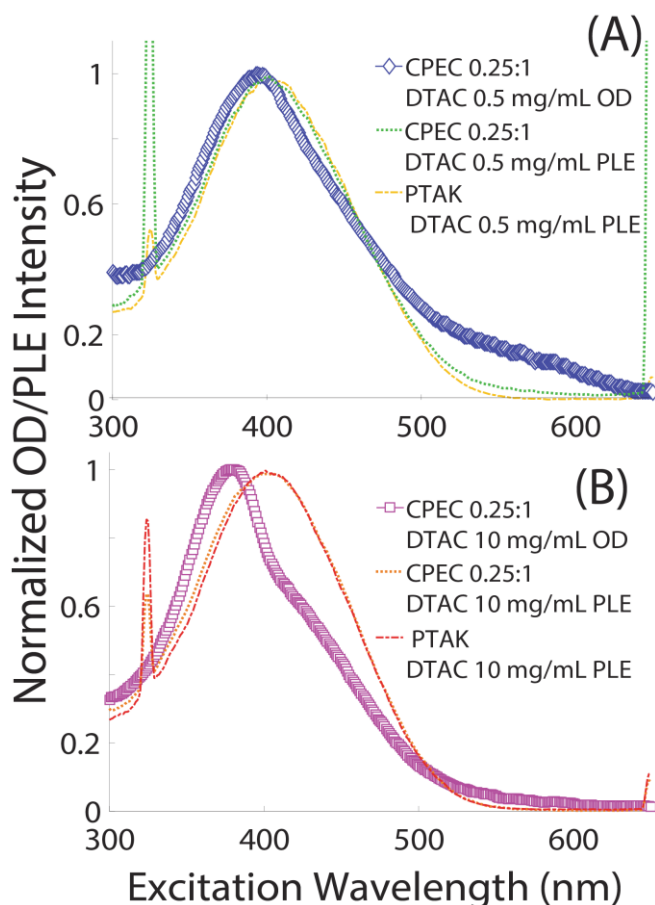 (A)
1
0.6
0.2
0
CPEC 0.25:1
DTAC 0.5 mg/mL OD
CPEC 0.25:1
DTAC 0.5 mg/mL PLE
PTAK
DTAC 0.5 mg/mL PLE
300 400 500 600
Normalized OD/PLE Intensity
(B)
1
0.6
0.2
0
CPEC 0.25:1
DTAC 10 mg/mL OD
CPEC 0.25:1
DTAC 10 mg/mL PLE
PTAK
DTAC 10 mg/mL PLE
300 400 500 600
Excitation Wavelength (nm)